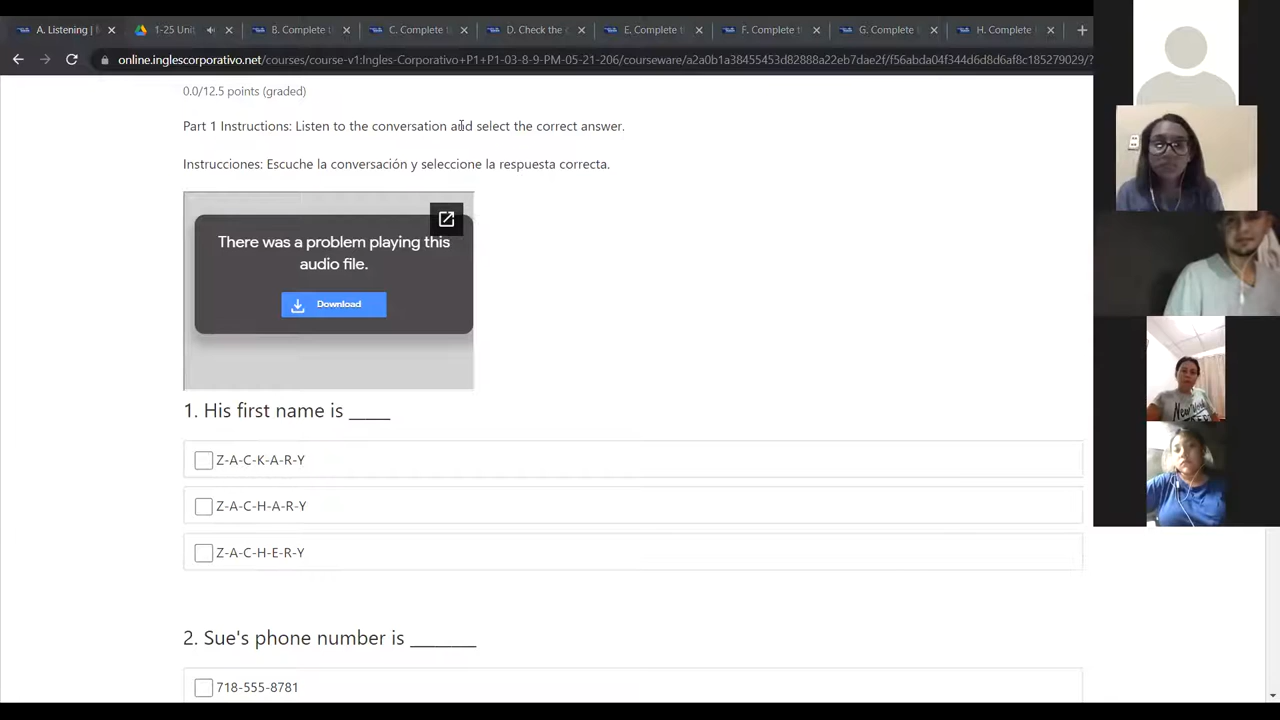 A. Listening J
1-25 Unit
B. Complete t
C. Complete t
D. Check the
E. Complete t
F. Complete th
G. Complete t
H. Complete
online.inglescorporativo.net/courses/course-v1:Ingles-Corporativo+P1+P1-03-8-9-PM-05-21-206/courseware/a2a0b1a38455453d82888a22eb7dae2f/f56abda04f344d6d8d6af8c185279029/?
0.0/12.5 points (graded)
Part 1 Instructions: Listen to the conversation and select the correct answer.
Instrucciones: Escuche la conversación y seleccione la respuesta correcta.
There was a problem playing this
audio file.
Download
1. His first name is _____
Z-A-C-K-A-R-Y
Z-A-C-H-A-R-Y
Z-A-C-H-E-R-Y
2. Sue's phone number is ________
718-555-8781
New York